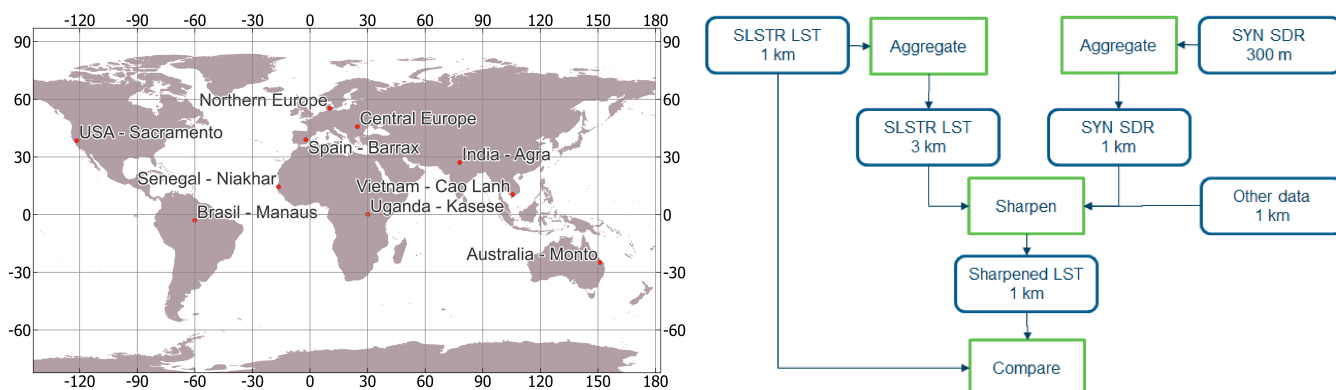 -120 -90 -60 -30 0 30 60 90 120 150 180
90 90
60 60
30 30
0 0
-30 -30
-60 -60
-120 -90 -60 -30 0 30 60 90 120 150 180
Northern Europe
Central Europe
USA - Sacramento
Spain - Barrax
India - Agra
Senegal - Niakhar
Vietnam - Cao Lanh
Brasil - Manaus
Uganda - Kasese
Australia - Monto
SLSTR LST
1 km
Aggregate
Aggregate
SYN SDR
300 m
SLSTR LST
3 km
SYN SDR
1 km
Sharpen
Other data
1 km
Sharpened LST
1 km
Compare